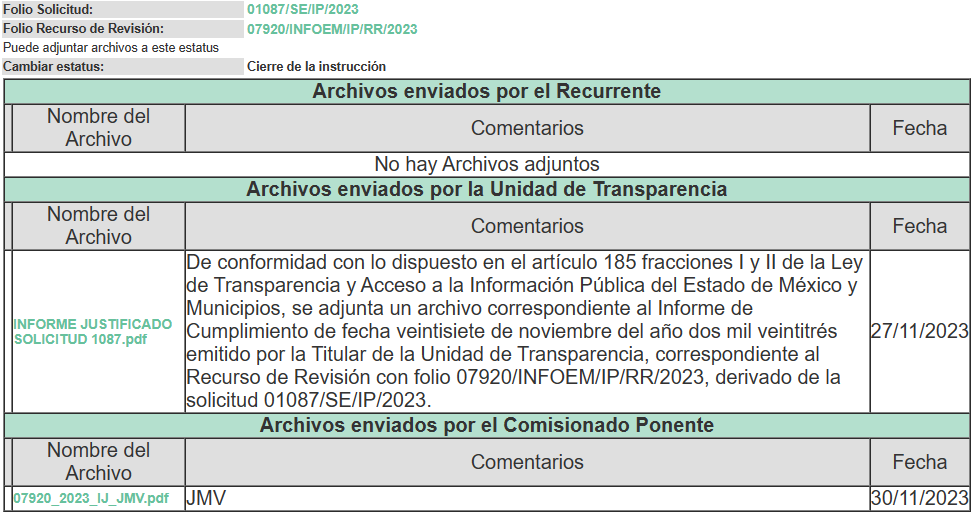 Folio Solicitud: 01087/SE/IP/2023
Folio Recurso de Revisión: 07920/INFOEM/IP/RR/2023
Puede adjuntar archivos a este estatus
Cambiar estatus: Cierre de la instrucción
Archivos enviados por el Recurrente
Nombre del
Archivo
Comentarios
Fecha
No hay Archivos adjuntos
Archivos enviados por la Unidad de Transparencia
Nombre del
Archivo
Comentarios
Fecha
INFORME JUSTIFICADO
SOLICITUD 1087.pdf
De conformidad con lo dispuesto en el artículo 185 fracciones I y II de la Ley
de Transparencia y Acceso a la Información Pública del Estado de México y
Municipios, se adjunta un archivo correspondiente al Informe de
Cumplimiento de fecha veintisiete de noviembre del año dos mil veintitrés
emitido por la Titular de la Unidad de Transparencia, correspondiente al
Recurso de Revisión con folio 07920/INFOEM/IP/RR/2023, derivado de la
solicitud 01087/SE/IP/2023.
27/11/2023
Archivos enviados por el Comisionado Ponente
Nombre del
Archivo
Comentarios
Fecha
07920_2023_IJ_JMV.pdf
JMV
30/11/2023